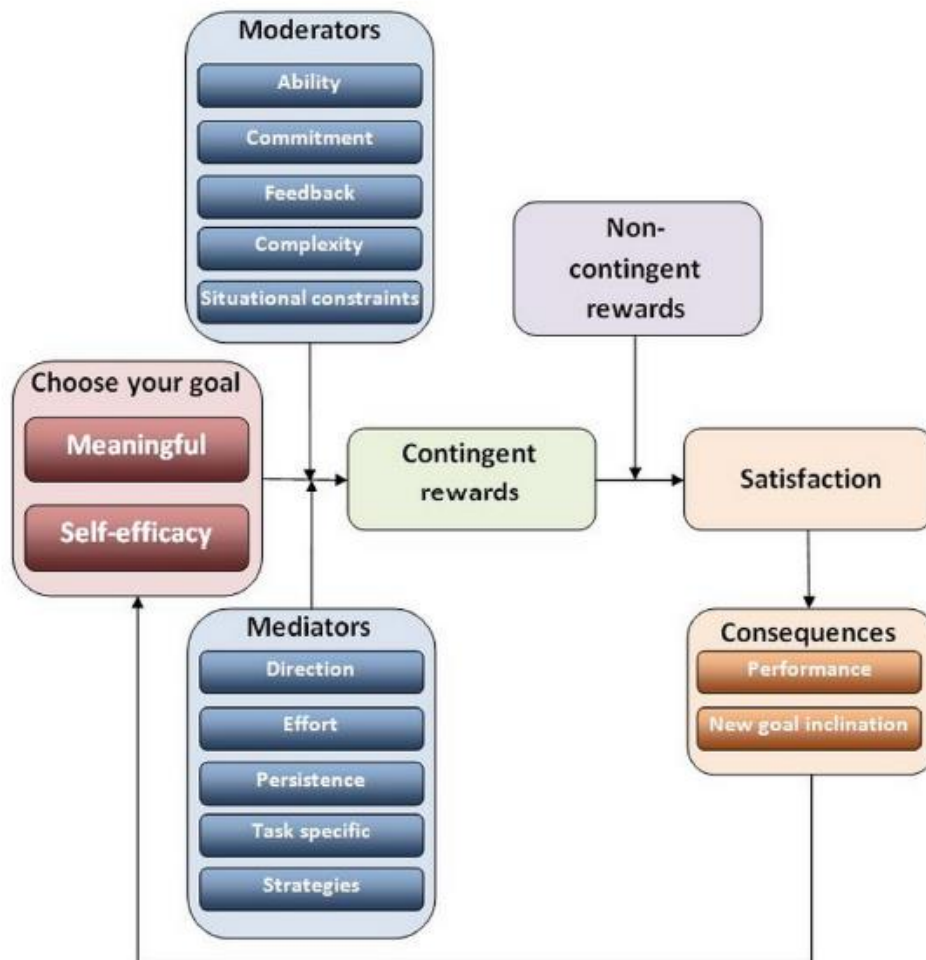 Moderators
Ability
Commitment
Feedback
Complexity
Situational constraints
Non-
contingent
rewards
Choose your goal
Meaningful
Self-efficacy
Contingent
rewards
Satisfaction
Mediators
Direction
Effort
Persistence
Task specific
Strategies
Consequences
Performance
New goal inclination